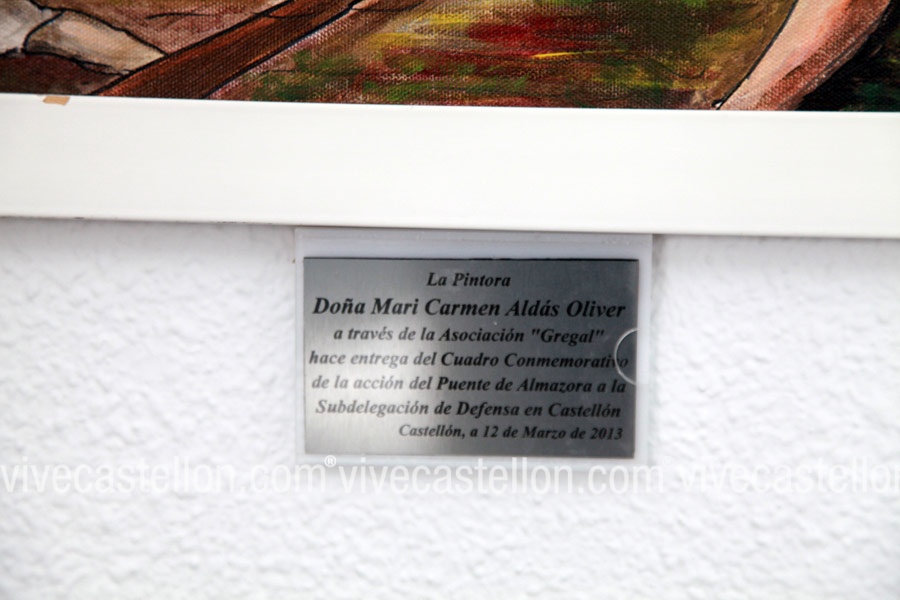 La Pintora
Doña Mari Carmen Aldás Oliver
a través de la Asociación "Gregal"
hace entrega del Cuadro Conmemorativo
de la acción del Puente de Almazora a la
Subdelegación de Defensa en Castellón
Castellón, a 12 de Marzo de 2013
vivecastellon.com® vivecastellon.com vivecastellon